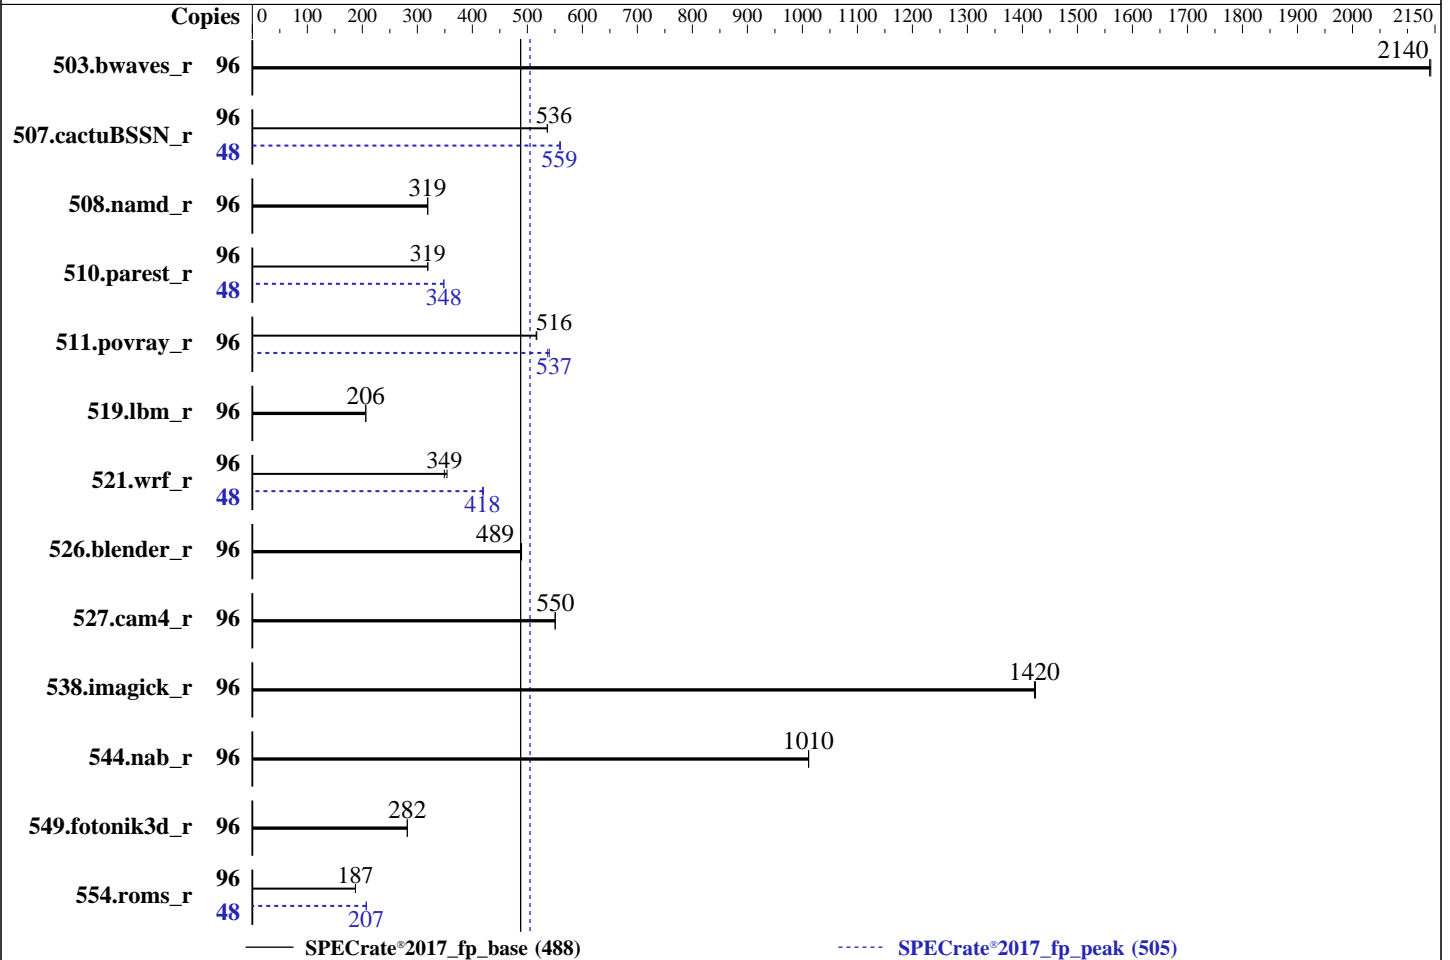 Copies 0 100 200 300 400 500 600 700 800 900 1000 1100 1200 1300 1400 1500 1600 1700 1800 1900 2000 2150
503.bwaves_r 96 2140
507.cactuBSSN_r 96 536
48 559
508.namd_r 96 319
510.parest_r 96 319
48 348
511.povray_r 96 516
537
519.lbm_r 96 206
521.wrf_r 96 349
48 418
526.blender_r 96 489
527.cam4_r 96 550
538.imagick_r 96 1420
544.nab_r 96 1010
549.fotonik3d_r 96 282
554.roms_r 96 187
48 207
SPECrate®2017_fp_base (488) SPECrate®2017_fp_peak (505)